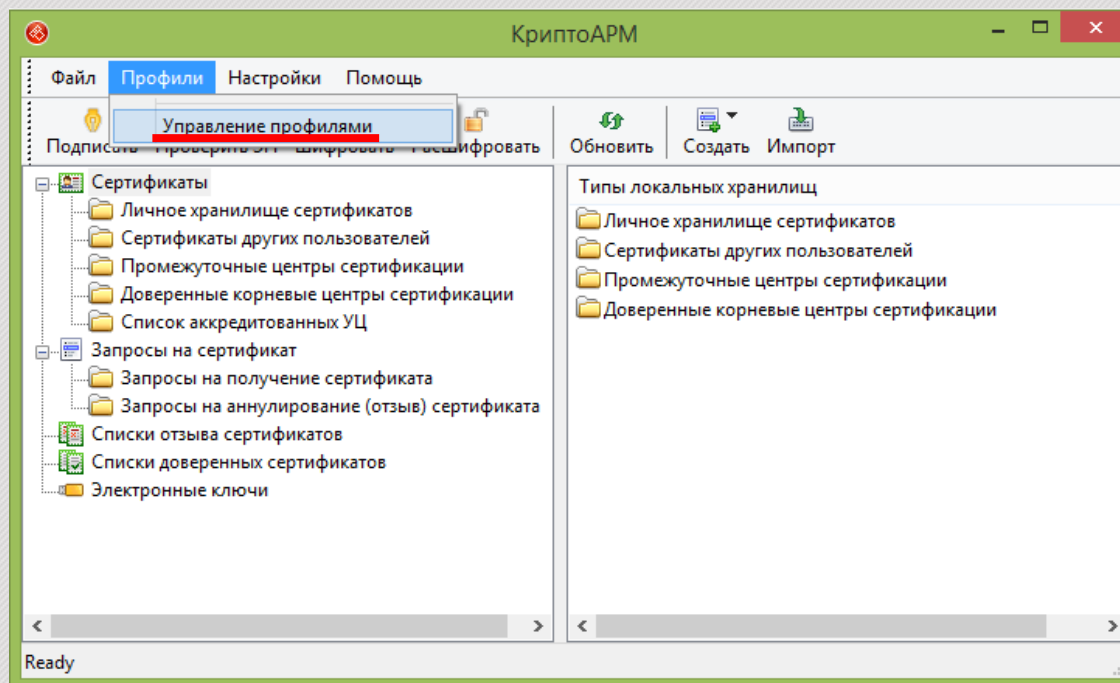 КриптоАРМ
Файл Профили Настройки Помощь
Управление профилями
Подписать Проверить ЭП Шифровать Расшифровать Обновить Создать Импорт
Сертификаты
Личное хранилище сертификатов
Сертификаты других пользователей
Промежуточные центры сертификации
Доверенные корневые центры сертификации
Список аккредитованных УЦ
Запросы на сертификат
Запросы на получение сертификата
Запросы на аннулирование (отзыв) сертификата
Списки отзыва сертификатов
Списки доверенных сертификатов
Электронные ключи
Типы локальных хранилищ
Личное хранилище сертификатов
Сертификаты других пользователей
Промежуточные центры сертификации
Доверенные корневые центры сертификации
Ready